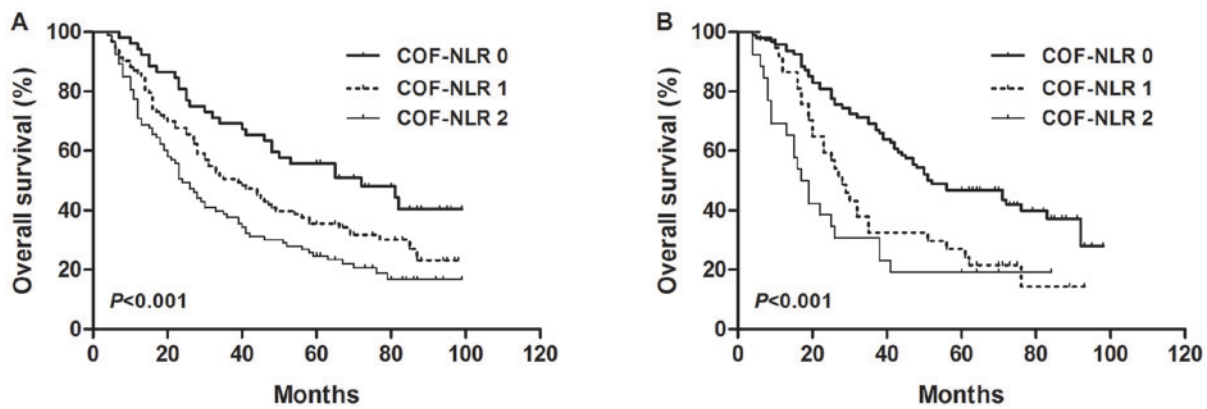 A
100
80
60
40
20
0
Overall survival (%)
COF-NLR 0
COF-NLR 1
COF-NLR 2
P<0.001
0 20 40 60 80 100 120
Months
B
100
80
60
40
20
0
Overall survival (%)
COF-NLR 0
COF-NLR 1
COF-NLR 2
P<0.001
0 20 40 60 80 100 120
Months